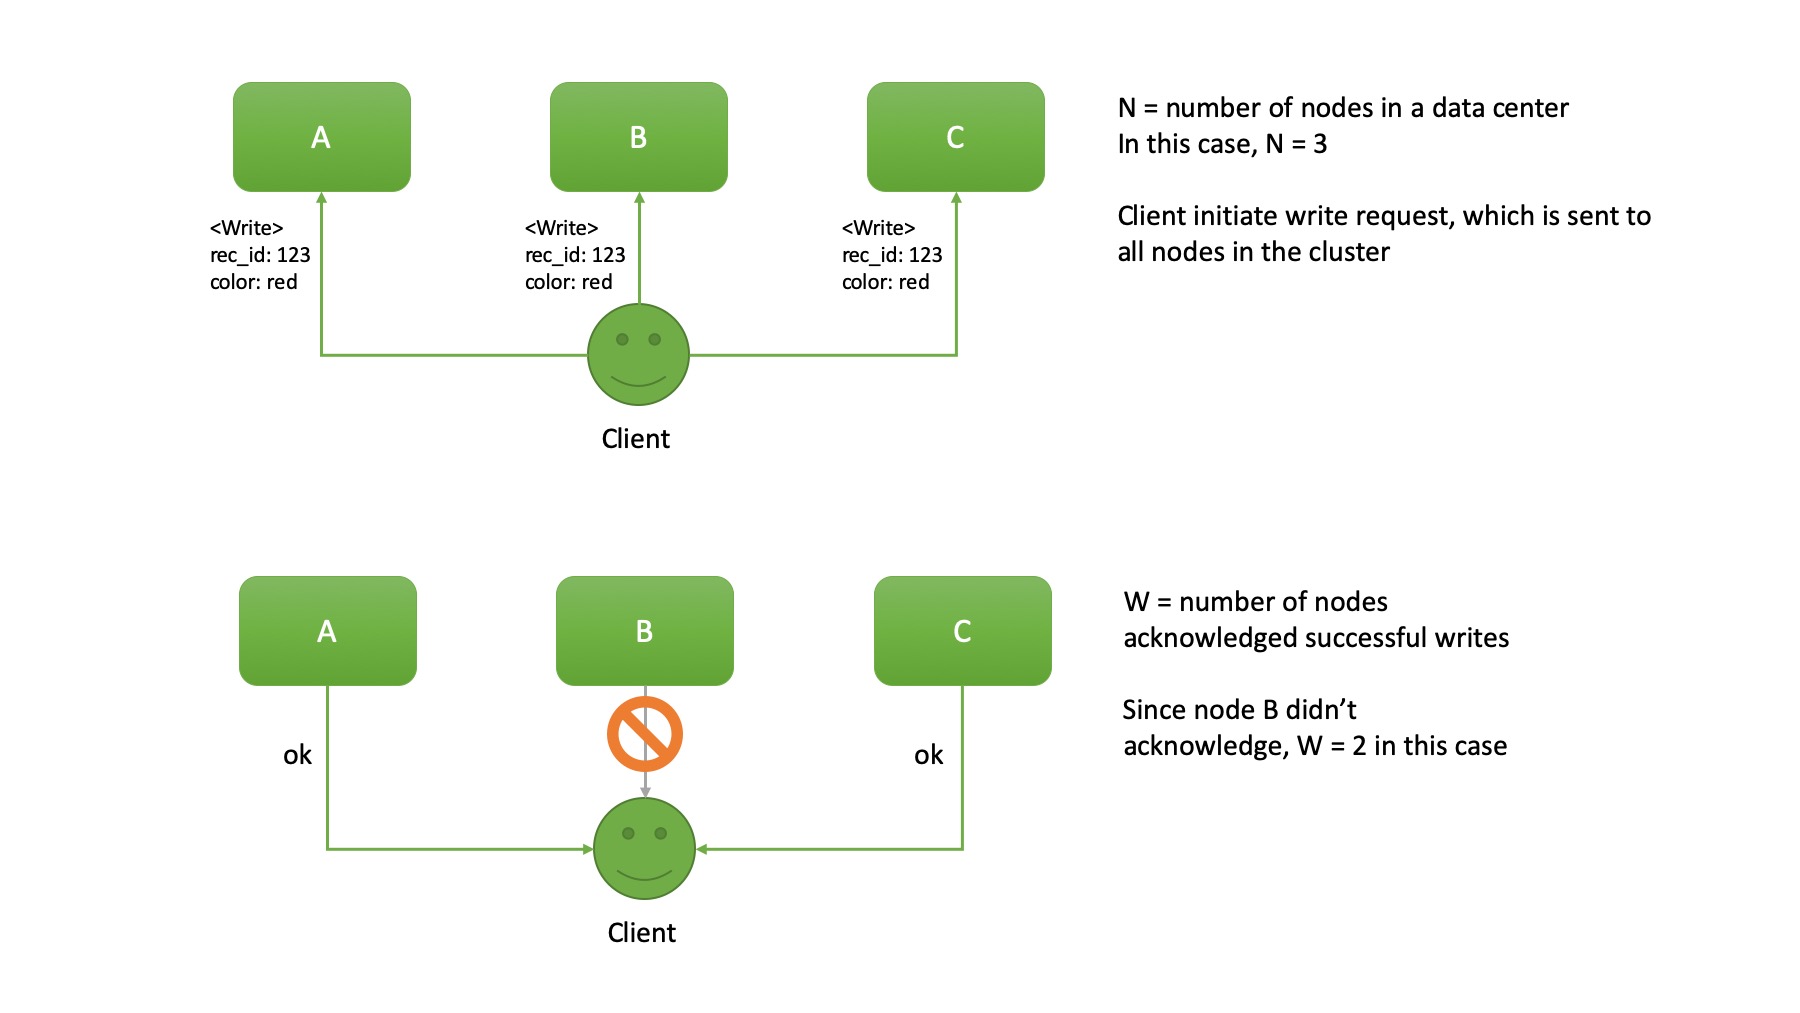 A
B
C
<Write>
rec_id: 123
color: red
<Write>
rec_id: 123
color: red
<Write>
rec_id: 123
color: red
Client
N = number of nodes in a data center
In this case, N = 3
Client initiate write request, which is sent to
all nodes in the cluster
A
B
C
ok
ok
Client
W = number of nodes
acknowledged successful writes
Since node B didn’t
acknowledge, W = 2 in this case